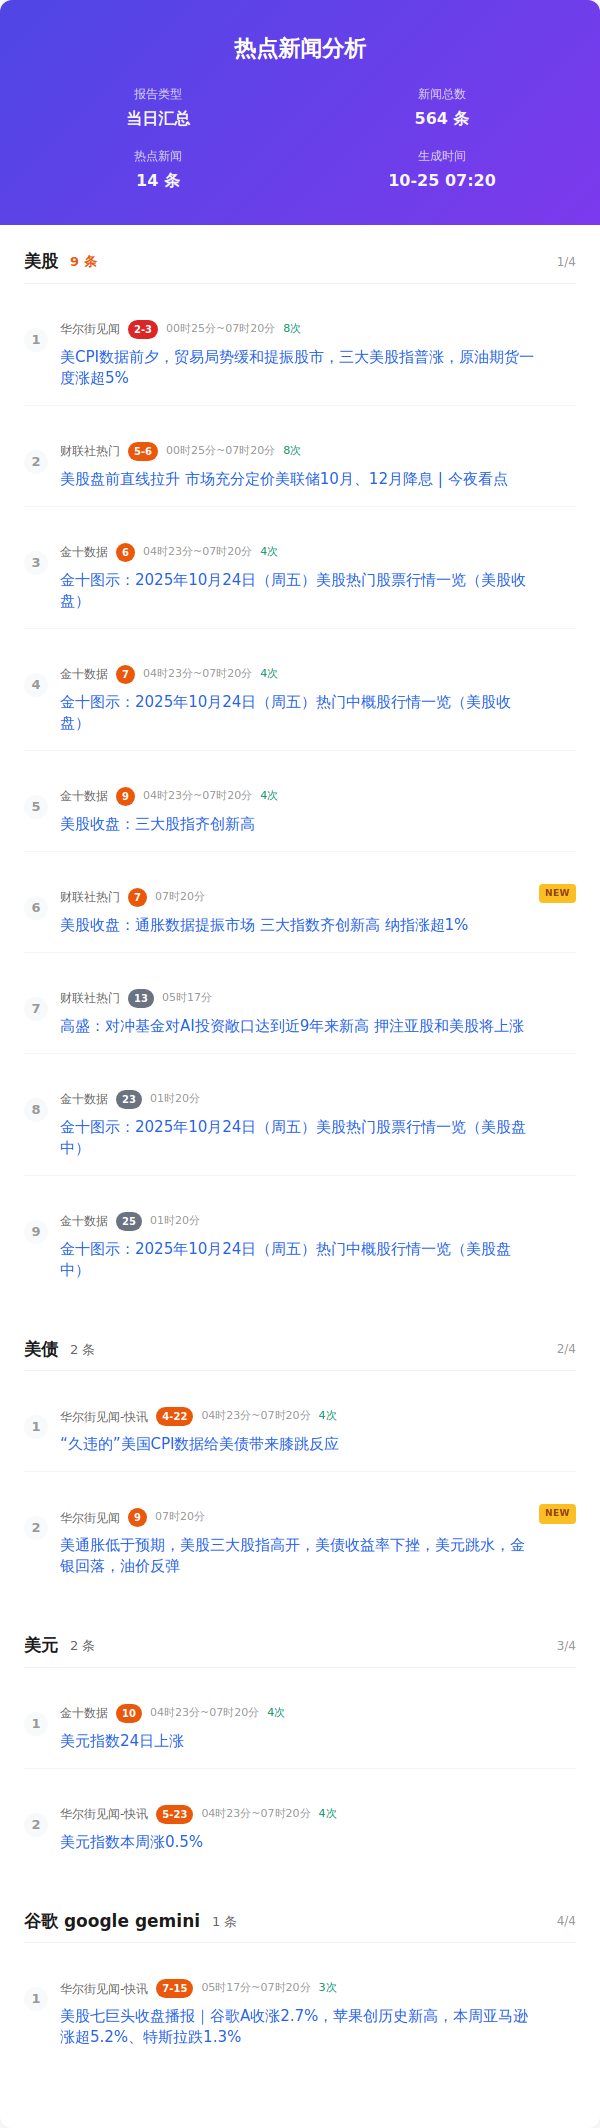 热点新闻分析
报告类型
当日汇总
新闻总数
564 条
热点新闻
14 条
生成时间
10-25 07:20
美股 9 条 1/4
1
华尔街见闻 2-3 00时25分~07时20分 8次
美CPI数据前夕，贸易局势缓和提振股市，三大美股指普涨，原油期货一
度涨超5%
2
财联社热门 5-6 00时25分~07时20分 8次
美股盘前直线拉升 市场充分定价美联储10月、12月降息 | 今夜看点
3
金十数据 6 04时23分~07时20分 4次
金十图示：2025年10月24日（周五）美股热门股票行情一览（美股收
盘）
4
金十数据 7 04时23分~07时20分 4次
金十图示：2025年10月24日（周五）热门中概股行情一览（美股收
盘）
5
金十数据 9 04时23分~07时20分 4次
美股收盘：三大股指齐创新高
6
财联社热门 7 07时20分 NEW
美股收盘：通胀数据提振市场 三大指数齐创新高 纳指涨超1%
7
财联社热门 13 05时17分
高盛：对冲基金对AI投资敞口达到近9年来新高 押注亚股和美股将上涨
8
金十数据 23 01时20分
金十图示：2025年10月24日（周五）美股热门股票行情一览（美股盘
中）
9
金十数据 25 01时20分
金十图示：2025年10月24日（周五）热门中概股行情一览（美股盘
中）
美债 2 条 2/4
1
华尔街见闻-快讯 4-22 04时23分~07时20分 4次
“久违的”美国CPI数据给美债带来膝跳反应
2
华尔街见闻 9 07时20分 NEW
美通胀低于预期，美股三大股指高开，美债收益率下挫，美元跳水，金
银回落，油价反弹
美元 2 条 3/4
1
金十数据 10 04时23分~07时20分 4次
美元指数24日上涨
2
华尔街见闻-快讯 5-23 04时23分~07时20分 4次
美元指数本周涨0.5%
谷歌 google gemini 1 条 4/4
1
华尔街见闻-快讯 7-15 05时17分~07时20分 3次
美股七巨头收盘播报｜谷歌A收涨2.7%，苹果创历史新高，本周亚马逊
涨超5.2%、特斯拉跌1.3%